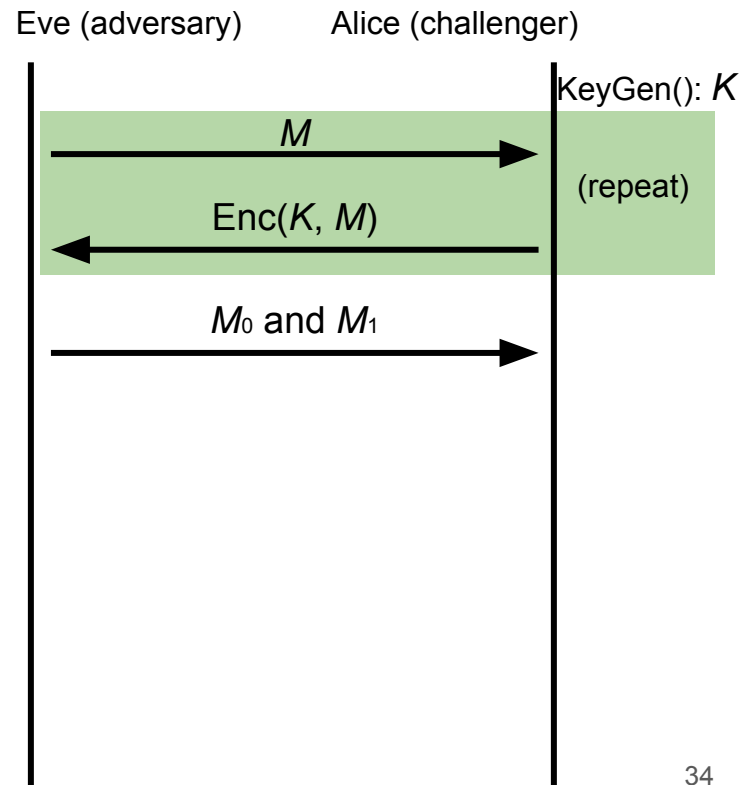 Eve (adversary) Alice (challenger)
KeyGen(): K
M
(repeat)
Enc(K, M)
M₀ and M₁
34